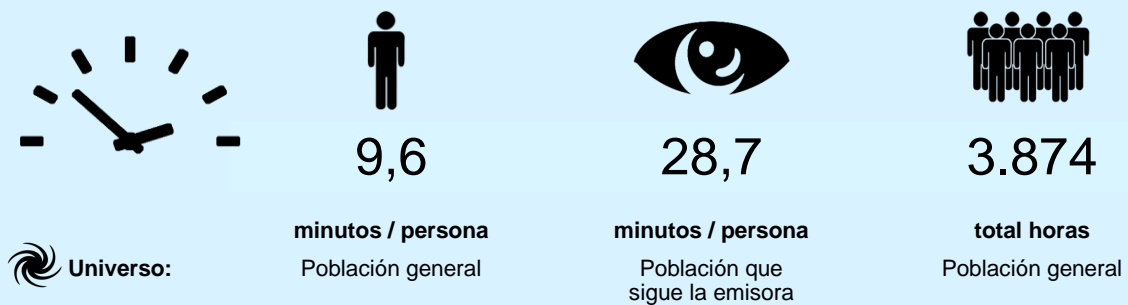 9,6 28,7 3.874
minutos / persona minutos / persona total horas
Universo: Población general Población que Población general
sigue la emisora